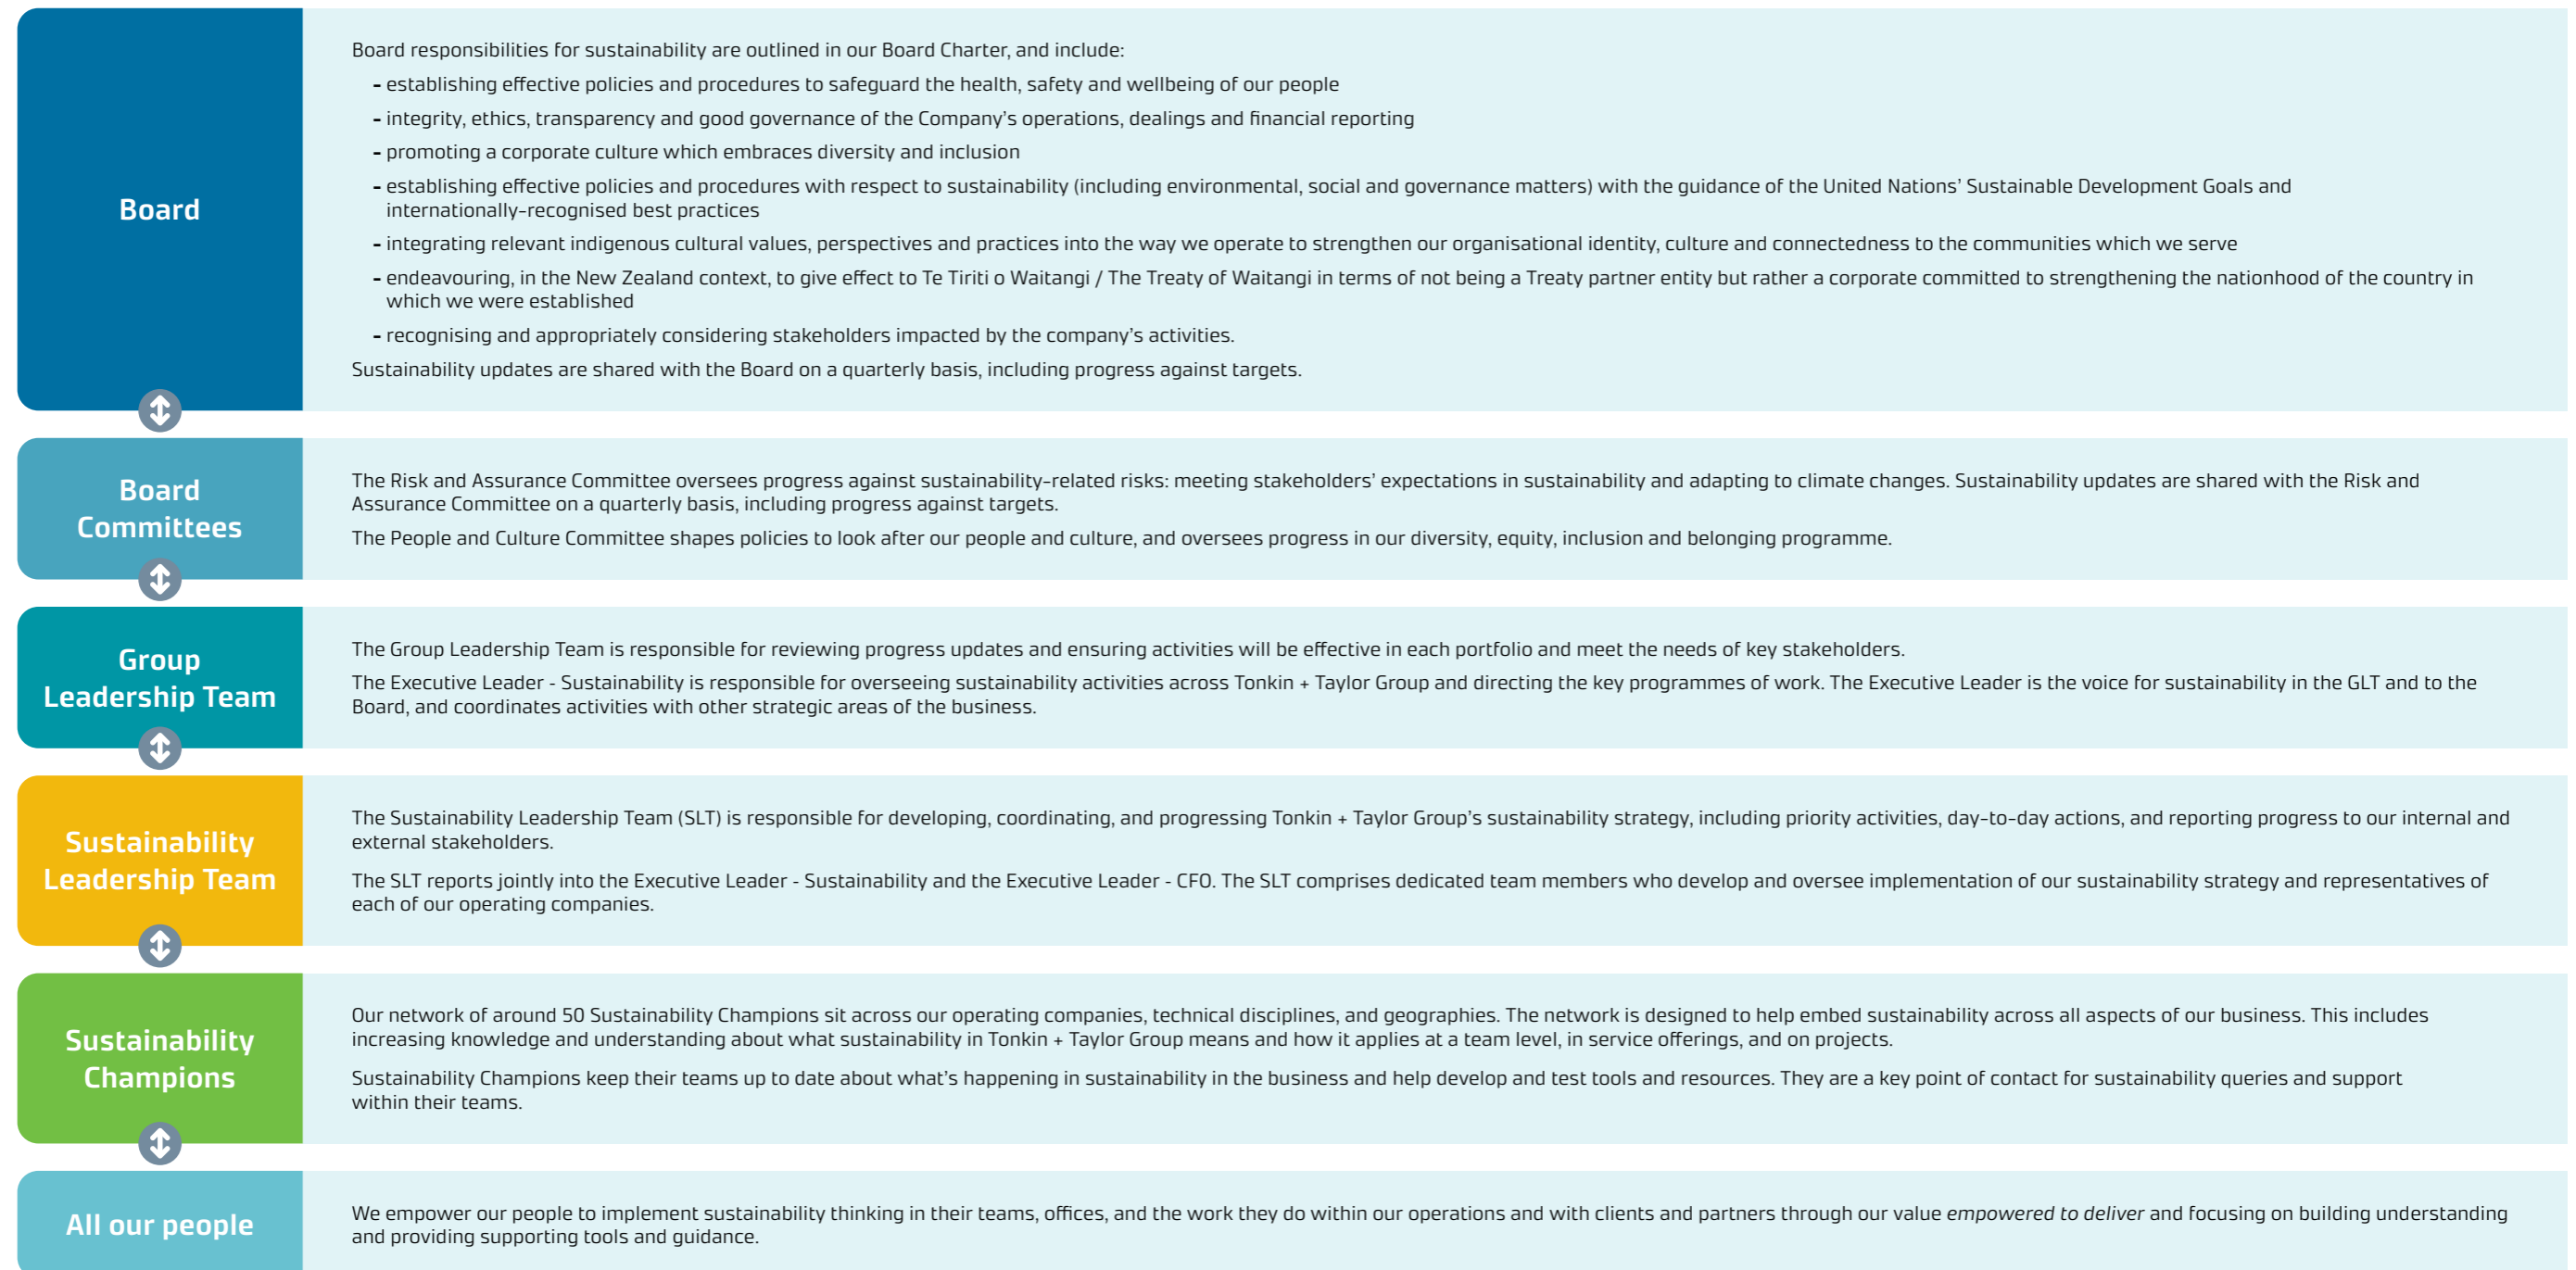 Board
Board responsibilities for sustainability are outlined in our Board Charter, and include:
- establishing effective policies and procedures to safeguard the health, safety and wellbeing of our people
- integrity, ethics, transparency and good governance of the Company's operations, dealings and financial reporting
- promoting a corporate culture which embraces diversity and inclusion
- establishing effective policies and procedures with respect to sustainability (including environmental, social and governance matters) with the guidance of the United Nations' Sustainable Development Goals and
internationally-recognised best practices
- integrating relevant indigenous cultural values, perspectives and practices into the way we operate to strengthen our organisational identity, culture and connectedness to the communities which we serve
- endeavouring, in the New Zealand context, to give effect to Te Tiriti o Waitangi / The Treaty of Waitangi in terms of not being a Treaty partner entity but rather a corporate committed to strengthening the nationhood of the country in
which we were established
- recognising and appropriately considering stakeholders impacted by the company's activities.
Sustainability updates are shared with the Board on a quarterly basis, including progress against targets.
Board
Committees
The Risk and Assurance Committee oversees progress against sustainability-related risks: meeting stakeholders' expectations in sustainability and adapting to climate changes. Sustainability updates are shared with the Risk and
Assurance Committee on a quarterly basis, including progress against targets.
The People and Culture Committee shapes policies to look after our people and culture, and oversees progress in our diversity, equity, inclusion and belonging programme.
Group
Leadership Team
The Group Leadership Team is responsible for reviewing progress updates and ensuring activities will be effective in each portfolio and meet the needs of key stakeholders.
The Executive Leader - Sustainability is responsible for overseeing sustainability activities across Tonkin + Taylor Group and directing the key programmes of work. The Executive Leader is the voice for sustainability in the GLT and to the
Board, and coordinates activities with other strategic areas of the business.
Sustainability
Leadership Team
The Sustainability Leadership Team (SLT) is responsible for developing, coordinating, and progressing Tonkin + Taylor Group's sustainability strategy, including priority activities, day-to-day actions, and reporting progress to our internal and
external stakeholders.
The SLT reports jointly into the Executive Leader - Sustainability and the Executive Leader - CFO. The SLT comprises dedicated team members who develop and oversee implementation of our sustainability strategy and representatives of
each of our operating companies.
Sustainability
Champions
Our network of around 50 Sustainability Champions sit across our operating companies, technical disciplines, and geographies. The network is designed to help embed sustainability across all aspects of our business. This includes
increasing knowledge and understanding about what sustainability in Tonkin + Taylor Group means and how it applies at a team level, in service offerings, and on projects.
Sustainability Champions keep their teams up to date about what's happening in sustainability in the business and help develop and test tools and resources. They are a key point of contact for sustainability queries and support
within their teams.
All our people
We empower our people to implement sustainability thinking in their teams, offices, and the work they do within our operations and with clients and partners through our value empowered to deliver and focusing on building understanding
and providing supporting tools and guidance.